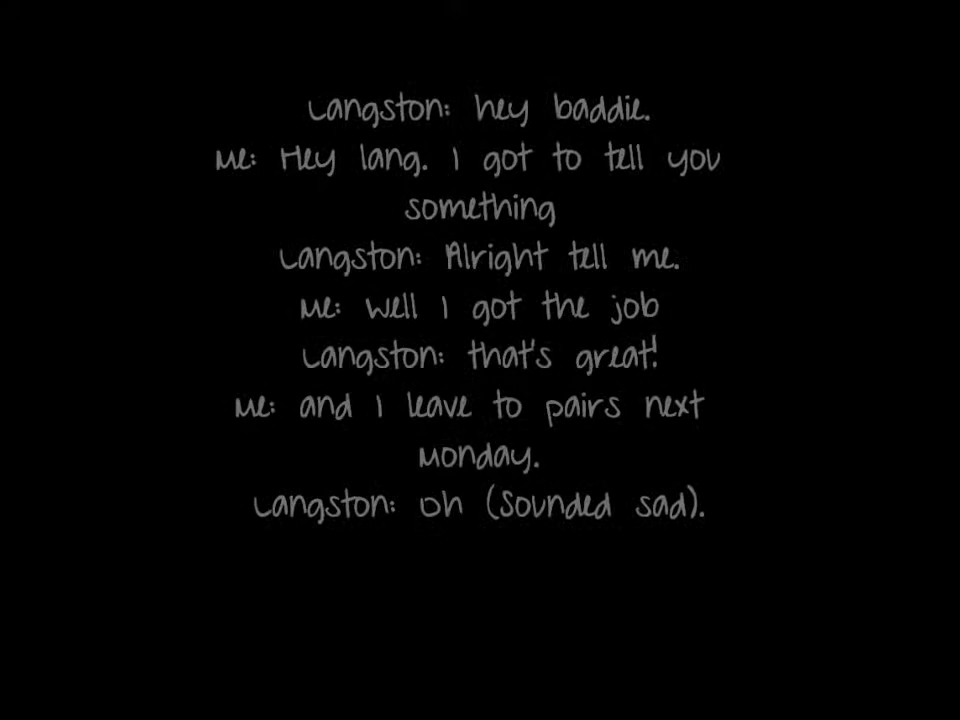 Langston: hey baddie.
Me: Hey lang. I got to tell you
something
Langston: Alright tell me.
Me: well I got the job
Langston: that's great!
Me: and I leave to pairs next
Monday.
Langston: Oh (Sounded sad).